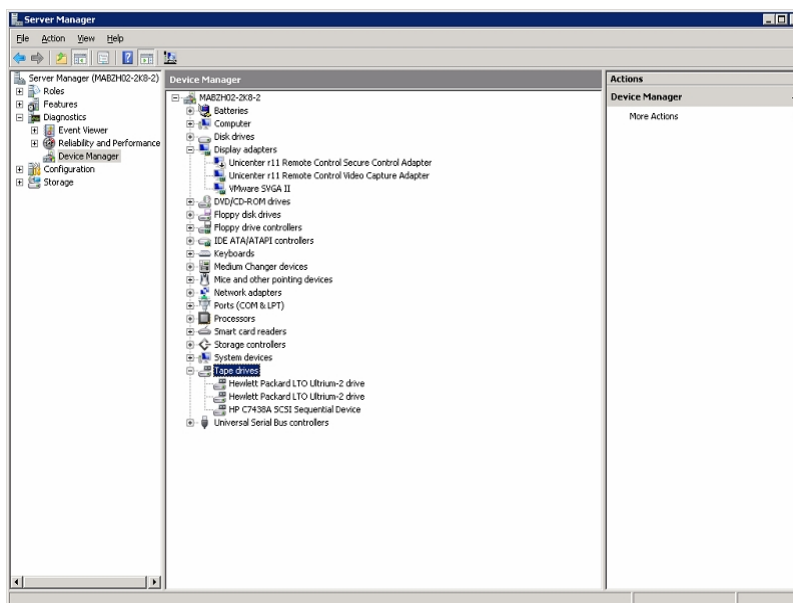 Server Manager
File Action View Help
Server Manager (MABZH02-2K8-2)
Roles
Features
Diagnostics
Event Viewer
Reliability and Performance
Device Manager
Configuration
Storage
Device Manager
MABZH02-2K8-2
Batteries
Computer
Disk drives
Display adapters
Unicenter r11 Remote Control Secure Control Adapter
Unicenter r11 Remote Control Video Capture Adapter
VMware SVGA II
DVD/CD-ROM drives
Floppy disk drives
Floppy drive controllers
IDE ATA/ATAPI controllers
Keyboards
Medium Changer devices
Mice and other pointing devices
Network adapters
Ports (COM & LPT)
Processors
Smart card readers
Storage controllers
System devices
Tape drives
Hewlett Packard LTO Ultrium-2 drive
Hewlett Packard LTO Ultrium-2 drive
HP C7438A SCSI Sequential Device
Universal Serial Bus controllers
Actions
Device Manager
More Actions